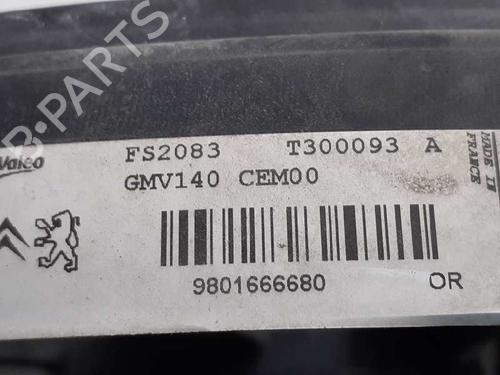 Valeo
FS2083 T300093 A
GMV140 CEM00
9801666680 OR
MADE IN
FRANCE
B-Parts